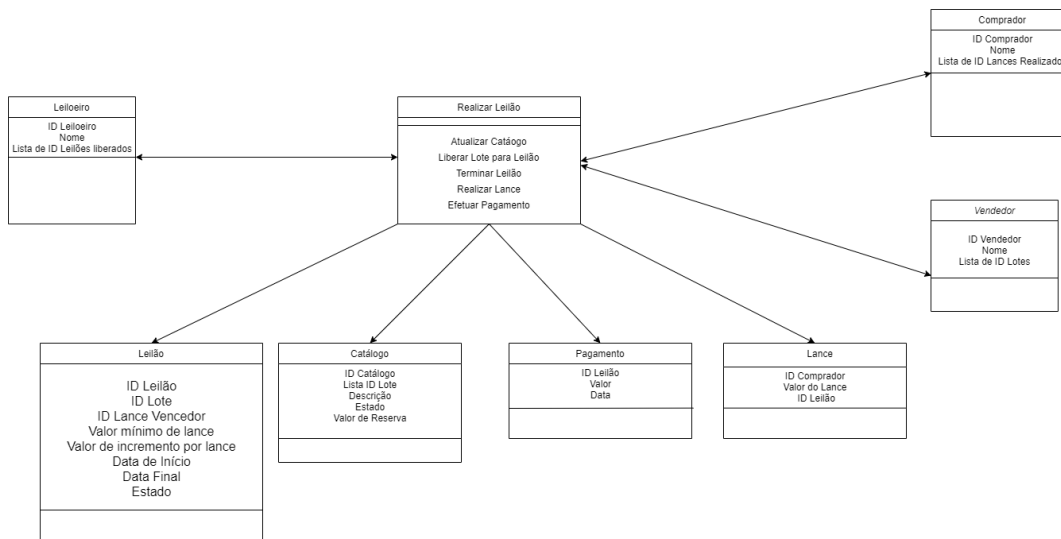 Comprador
ID Comprador
Nome
Lista de ID Lances Realizado
Leiloeiro
ID Leiloeiro
Nome
Lista de ID Leilões liberados
Realizar Leilão
Atualizar Catáogo
Liberar Lote para Leilão
Terminar Leilão
Realizar Lance
Efetuar Pagamento
Vendedor
ID Vendedor
Nome
Lista de ID Lotes
Leilão
ID Leilão
ID Lote
ID Lance Vencedor
Valor mínimo de lance
Valor de incremento por lance
Data de Início
Data Final
Estado
Catálogo
ID Catálogo
Lista ID Lote
Descrição
Estado
Valor de Reserva
Pagamento
ID Leilão
Valor
Data
Lance
ID Comprador
Valor do Lance
ID Leilão